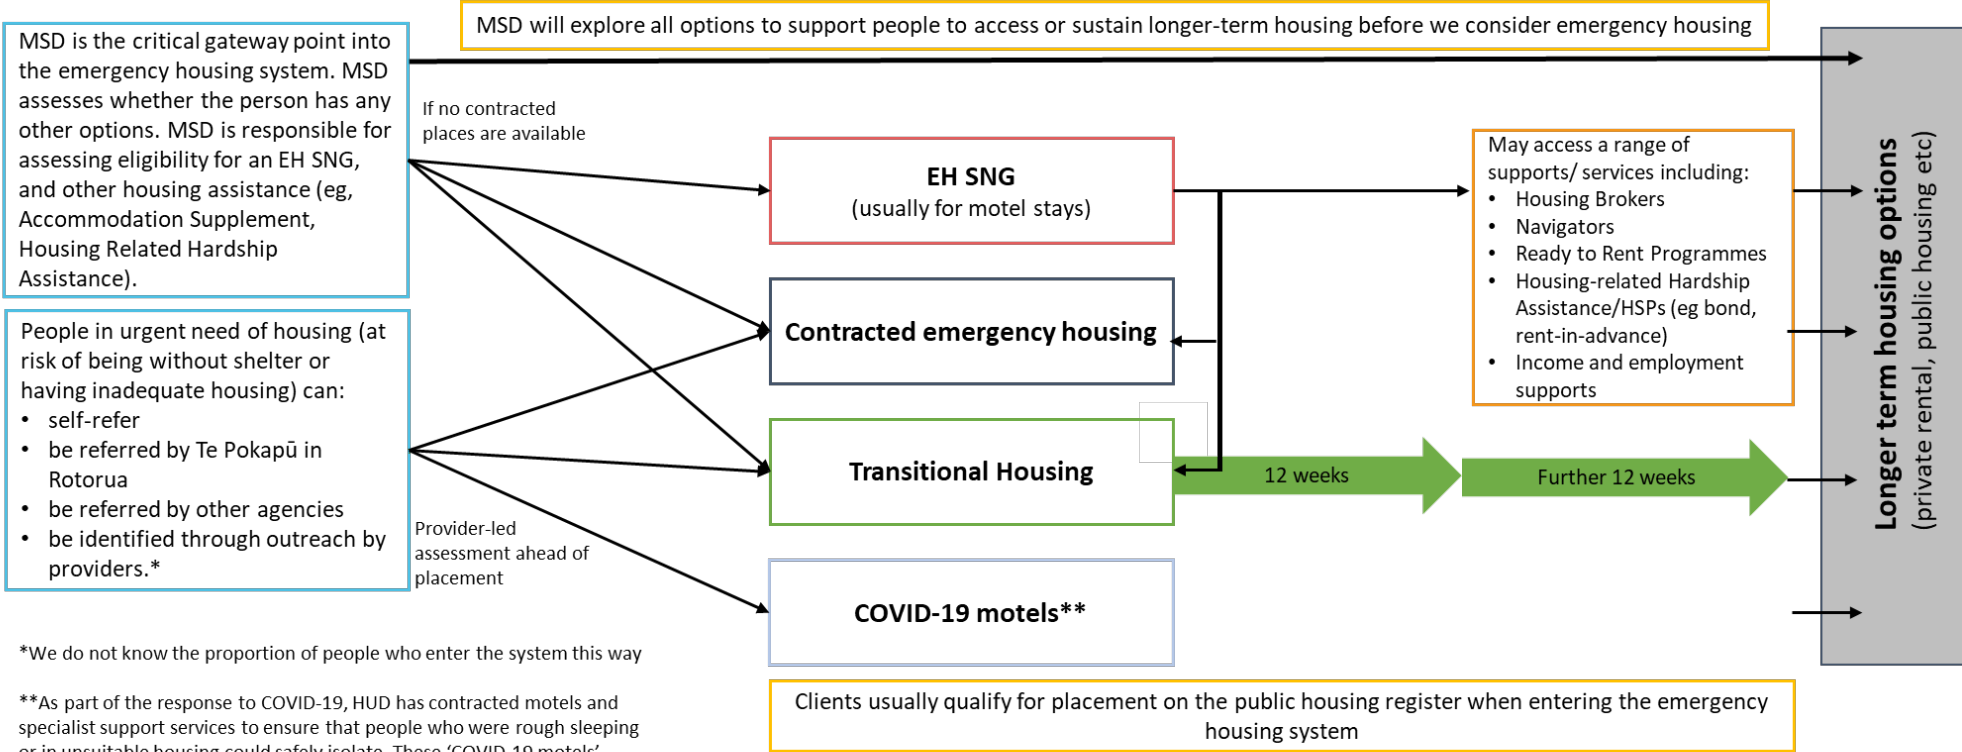 MSD will explore all options to support people to access or sustain longer-term housing before we consider emergency housing
MSD is the critical gateway point into
the emergency housing system. MSD
assesses whether the person has any
other options. MSD is responsible for
assessing eligibility for an EH SNG,
and other housing assistance (eg,
Accommodation Supplement,
Housing Related Hardship
Assistance).
People in urgent need of housing (at
risk of being without shelter or
having inadequate housing) can:
• self-refer
• be referred by Te Pokapū in
Rotorua
• be referred by other agencies
• be identified through outreach by
providers.*
If no contracted
places are available
Provider-led
assessment ahead of
placement
EH SNG
(usually for motel stays)
Contracted emergency housing
Transitional Housing
COVID-19 motels**
12 weeks
Further 12 weeks
May access a range of
supports/ services including:
• Housing Brokers
• Navigators
• Ready to Rent Programmes
• Housing-related Hardship
Assistance/HSPs (eg bond,
rent-in-advance)
• Income and employment
supports
Longer term housing options
(private rental, public housing etc)
*We do not know the proportion of people who enter the system this way
**As part of the response to COVID-19, HUD has contracted motels and
specialist support services to ensure that people who were rough sleeping
or in unsuitable housing could safely isolate. These ‘COVID-19 motels’
Clients usually qualify for placement on the public housing register when entering the emergency
housing system